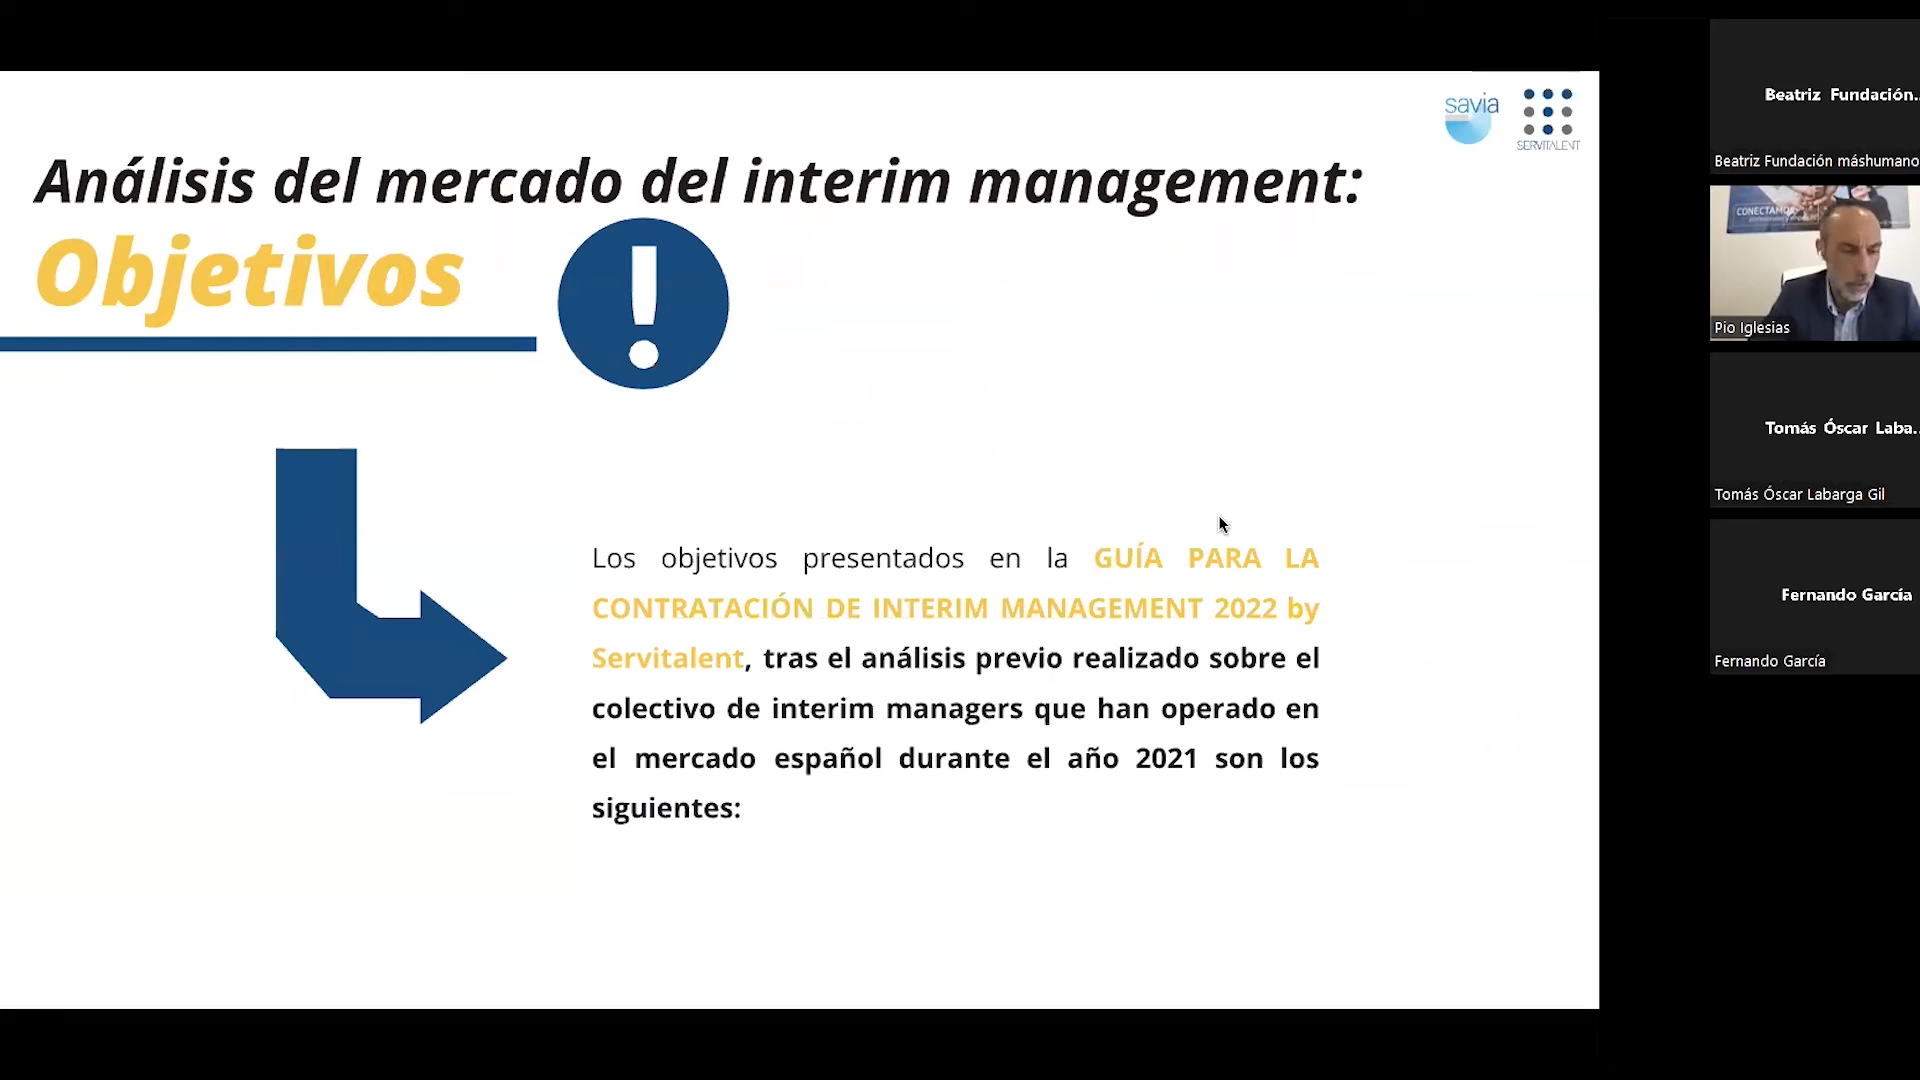 savia
SERVITALENT
Análisis del mercado del interim management:
Objetivos
Los objetivos presentados en la GUÍA PARA LA
CONTRATACIÓN DE INTERIM MANAGEMENT 2022 by
Servitalent, tras el análisis previo realizado sobre el
colectivo de interim managers que han operado en
el mercado español durante el año 2021 son los
siguientes:
Beatriz Fundación...
Beatriz Fundación máshumano
CONECTAMOS
Pio Iglesias
Tomás Óscar Laba...
Tomás Óscar Labarga Gil
Fernando García
Fernando García